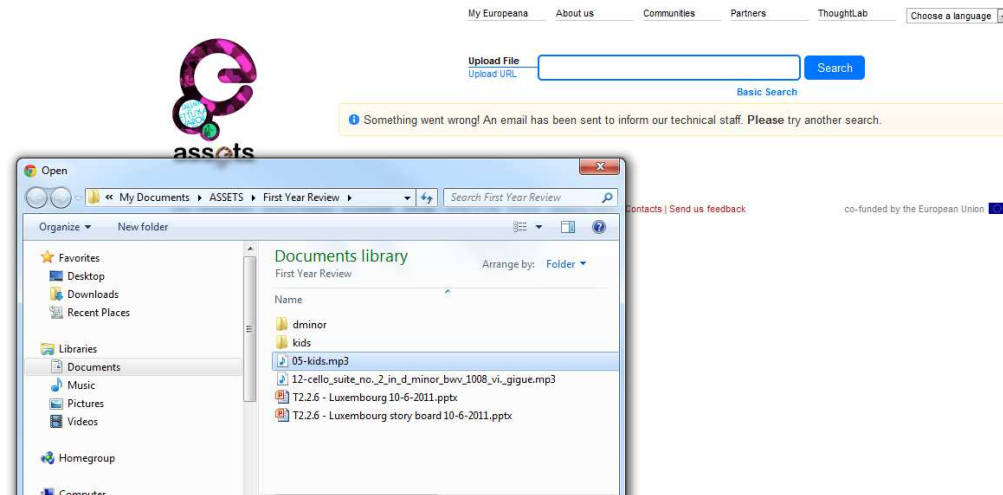 My Europeana About us Communities Partners ThoughtLab Choose a language
Upload File
Upload URL
Search
Basic Search
Something went wrong! An email has been sent to inform our technical staff. Please try another search.
assets
Open
« My Documents ASSETS First Year Review Search First Year Review
Contacts | Send us feedback co-funded by the European Union
Organize New folder
Favorites
Desktop
Downloads
Recent Places
Libraries
Documents
Music
Pictures
Videos
Homegroup
Computer
Documents library
First Year Review
Arrange by: Folder
Name
dminor
kids
05-kids.mp3
12-cello_suite_no._2_in_d_minor_bwv_1008_vi._gigue.mp3
T2.2.6 - Luxembourg 10-6-2011.pptx
T2.2.6 - Luxembourg story board 10-6-2011.pptx